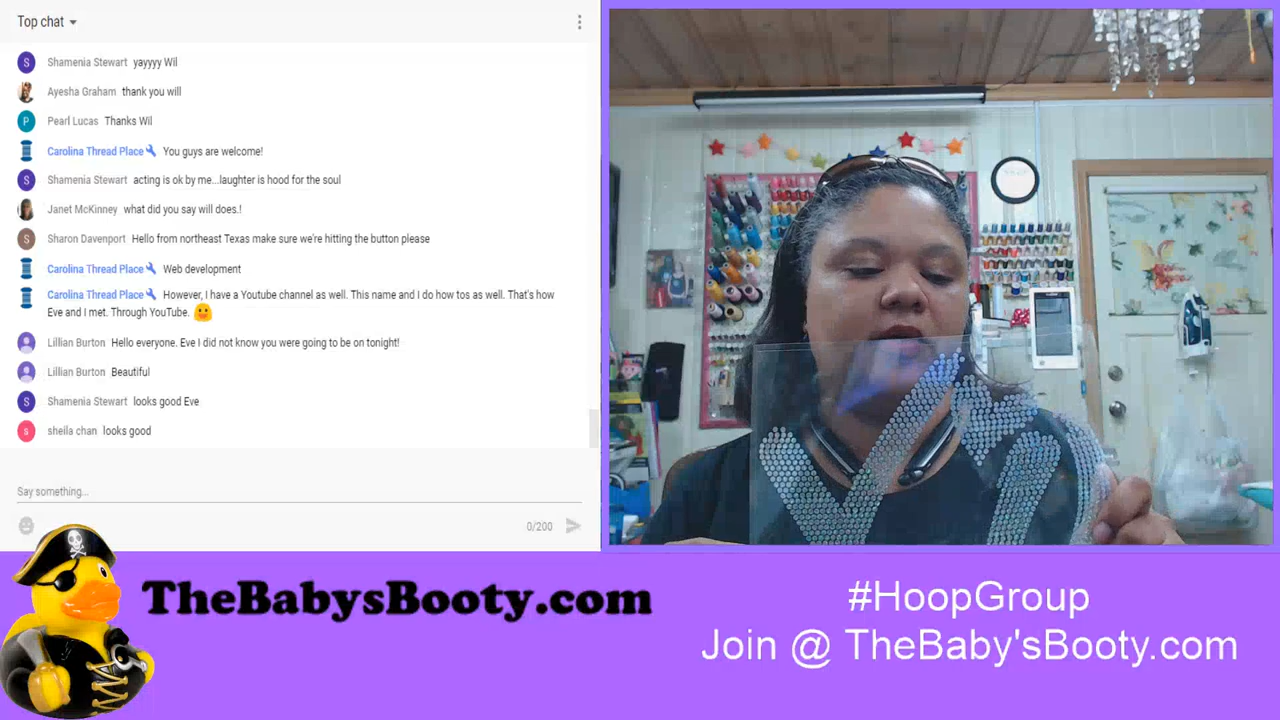 Top chat
Shamenia Stewart yayyyy Wil
Ayesha Graham thank you will
Pearl Lucas Thanks Wil
Carolina Thread Place You guys are welcome!
Shamenia Stewart acting is ok by me...laughter is hood for the soul
Janet McKinney what did you say will does.!
Sharon Davenport Hello from northeast Texas make sure we're hitting the button please
Carolina Thread Place Web development
Carolina Thread Place However, I have a Youtube channel as well. This name and I do how tos as well. That's how
Eve and I met. Through YouTube.
Lillian Burton Hello everyone. Eve I did not know you were going to be on tonight!
Lillian Burton Beautiful
Shamenia Stewart looks good Eve
sheila chan looks good
Say something...
0/200
TheBabysBooty.com
#HoopGroup
Join @ TheBaby'sBooty.com